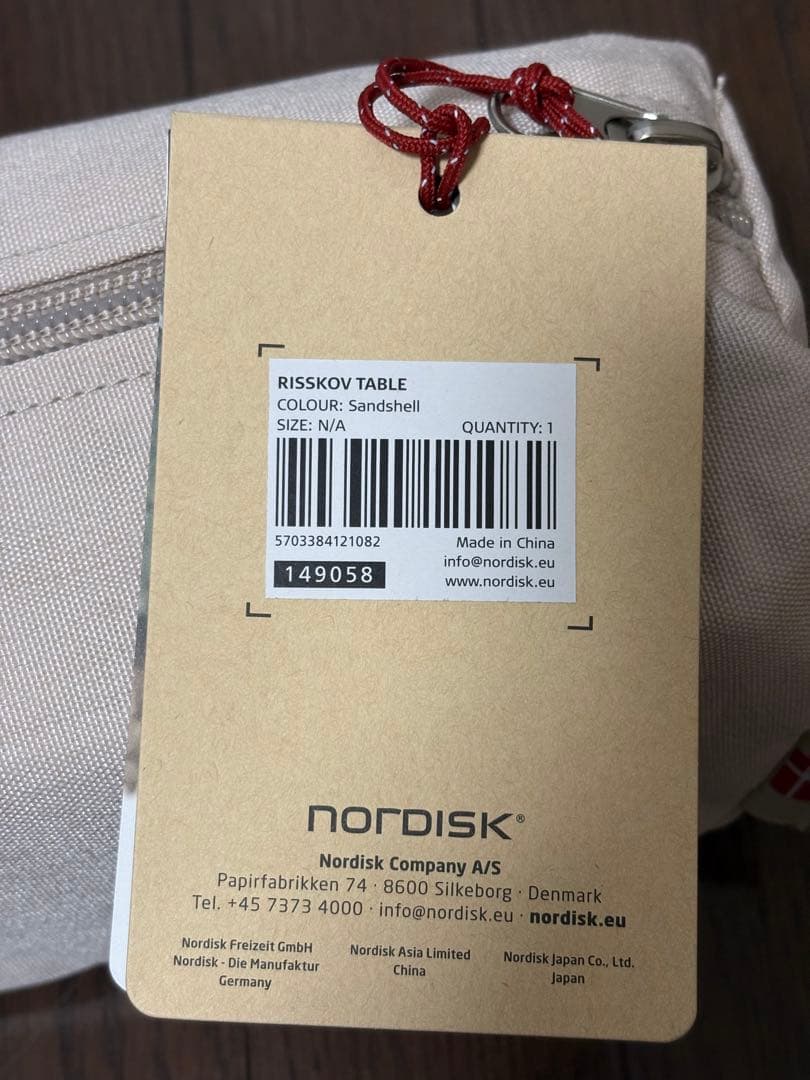 RISSKOV TABLE
COLOUR: Sandshell
SIZE: N/A QUANTITY: 1
5703384121082 Made in China
info@nordisk.eu
149058 www.nordisk.eu
NORDISK®
Nordisk Company A/S
Papirfabrikken 74 · 8600 Silkeborg · Denmark
Tel. +45 7373 4000 · info@nordisk.eu · nordisk.eu
Nordisk Freizeit GmbH
Nordisk - Die Manufaktur
Germany
Nordisk Asia Limited
China
Nordisk Japan Co., Ltd.
Japan